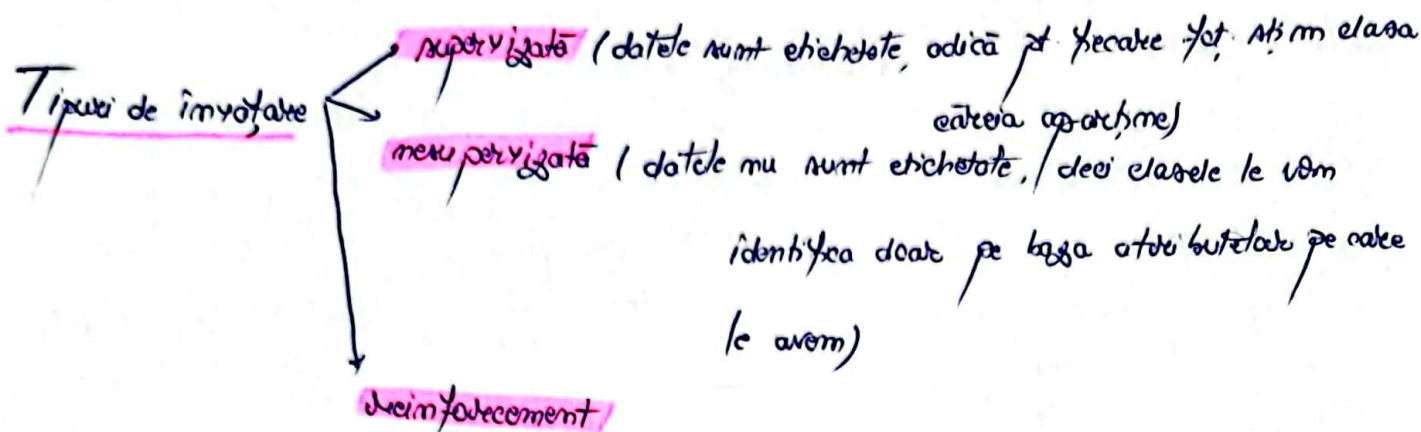 supervizată (datele sunt etichetate, adică pt fiecare țot știm clasa
Tipuri de învățare
căreia aparține)
nesupervizată (datele nu sunt etichetate, deci clasele le vom
identifica doar pe baza atributelor pe care
le avem)
reinforcement